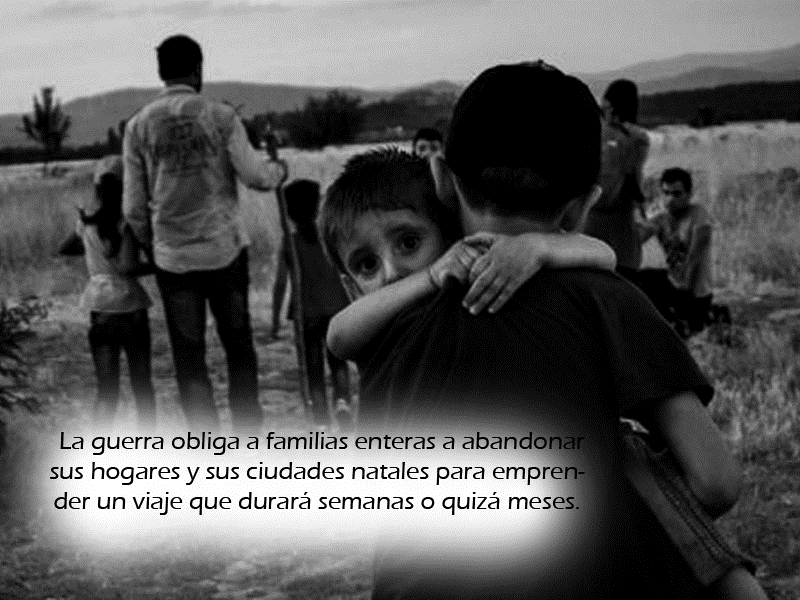 La guerra obliga a familias enteras a abandonar
sus hogares y sus ciudades natales para empren-
der un viaje que durará semanas o quizá meses.